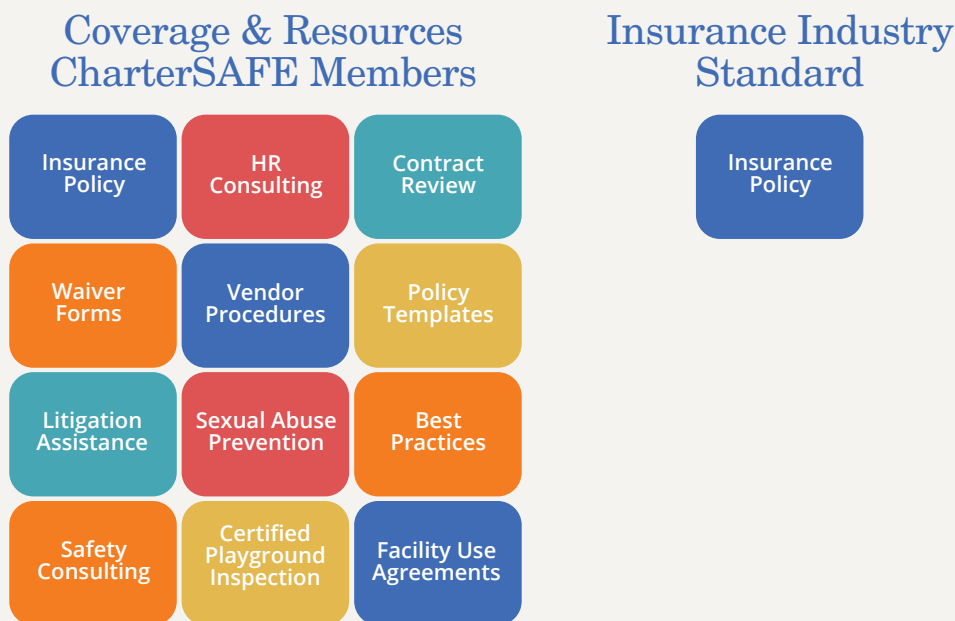 Coverage & Resources
CharterSAFE Members
Insurance Industry
Standard
Insurance
Policy
HR
Consulting
Contract
Review
Insurance
Policy
Waiver
Forms
Vendor
Procedures
Policy
Templates
Litigation
Assistance
Sexual Abuse
Prevention
Best
Practices
Safety
Consulting
Certified
Playground
Inspection
Facility Use
Agreements